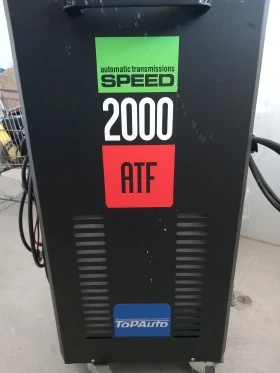 automatic transmissions
SPEED
2000
ATF
TOPAUTO